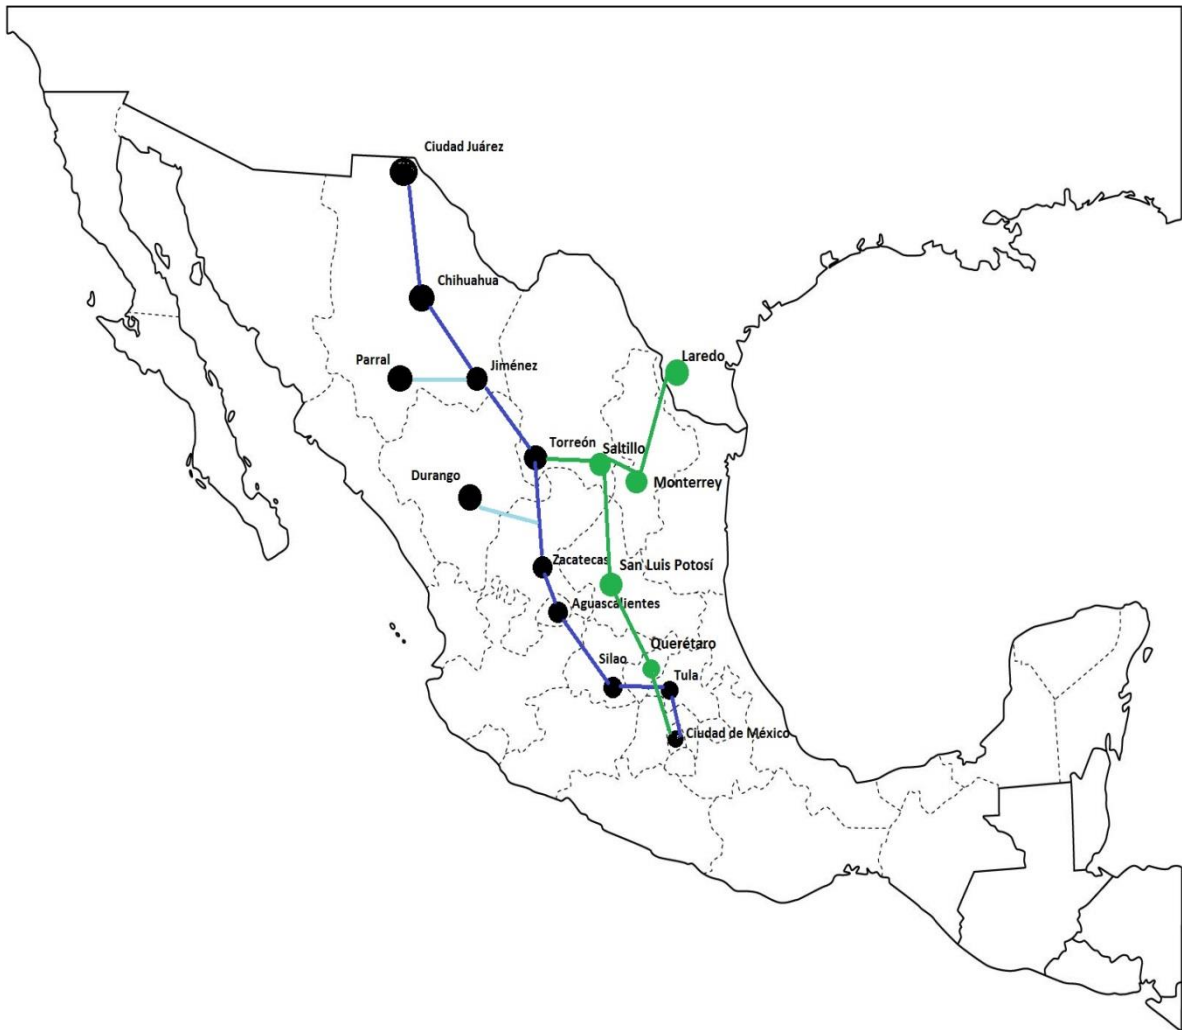 Ciudad Juárez
Chihuahua
Parral
Jiménez
Laredo
Torreón
Saltillo
Durango
Monterrey
Zacatecas
San Luis Potosí
Aguascalientes
Querétaro
Silao
Tula
Ciudad de México